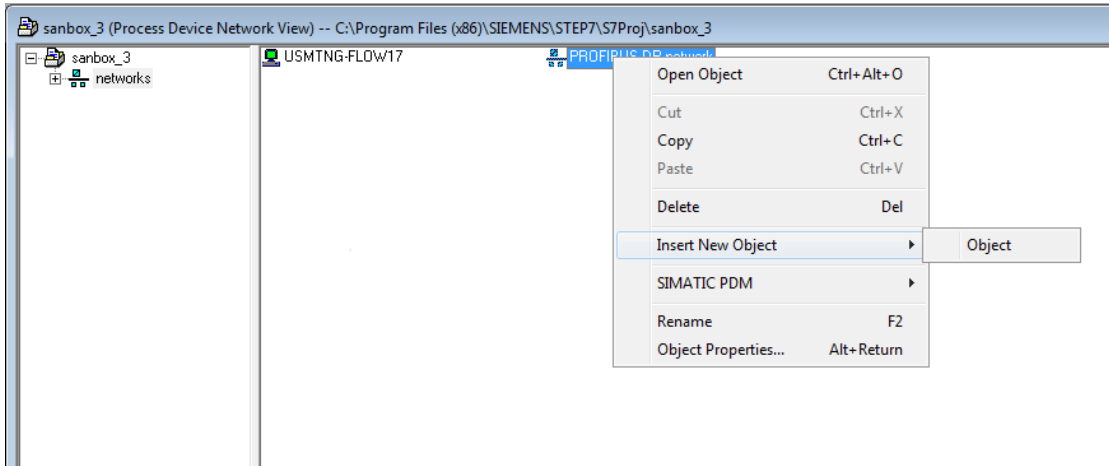 sanbox_3 (Process Device Network View) -- C:\Program Files (x86)\SIEMENS\STEP7\S7Proj\sanbox_3
sanbox_3
networks
USMTNG-FLOW17
PROFIBUS DP network
Open Object Ctrl+Alt+O
Cut Ctrl+X
Copy Ctrl+C
Paste Ctrl+V
Delete Del
Insert New Object
Object
SIMATIC PDM
Rename F2
Object Properties... Alt+Return